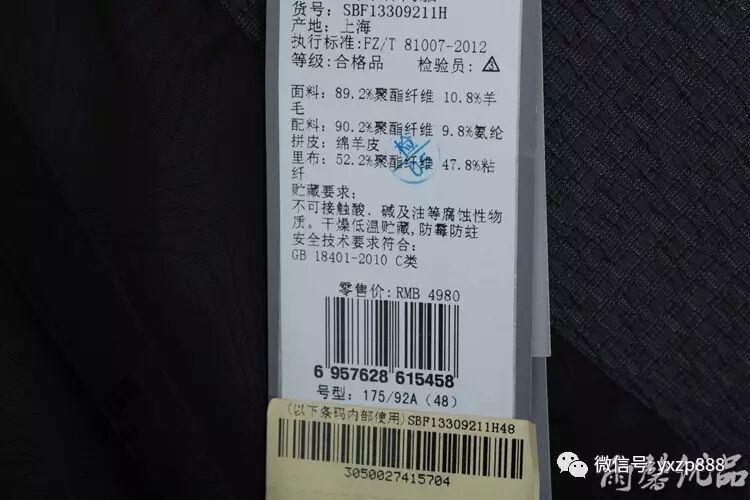 货号: SBF13309211H
产地: 上海
执行标准:FZ/T 81007-2012
等级:合格品 检验员: 3
面料: 89.2%聚酯纤维 10.8%羊
毛
配料: 90.2%聚酯纤维 9.8%氨纶
拼皮: 绵羊皮
里布: 52.2%聚酯纤维 47.8%粘
纤
检
贮藏要求:
不可接触酸、碱及油等腐蚀性物
质。干燥低温贮藏,防霉防蛀
安全技术要求符合:
GB 18401-2010 C类
零售价: RMB 4980
6 957628 615458
号型: 175/92A (48)
(以下条码内部使用)SBF13309211H48
3050027415704
微信号: yxzp888
雨馨优品